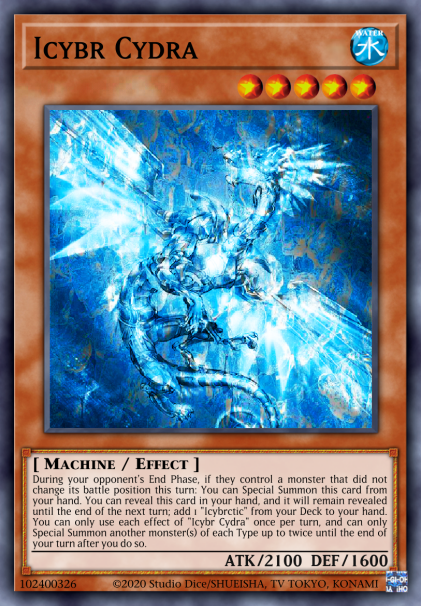 ICYBR CYDRA
WATER
水
[ MACHINE / EFFECT ]
During your opponent's End Phase, if they control a monster that did not
change its battle position this turn: You can Special Summon this card from
your hand. You can reveal this card in your hand, and it will remain revealed
until the end of the next turn; add 1 "Icybrctic" from your Deck to your hand.
You can only use each effect of "Icybr Cydra" once per turn, and can only
Special Summon another monster(s) of each Type up to twice until the end of
your turn after you do so.
ATK/2100 DEF/1600
102400326 ©2020 Studio Dice/SHUEISHA, TV TOKYO, KONAMI